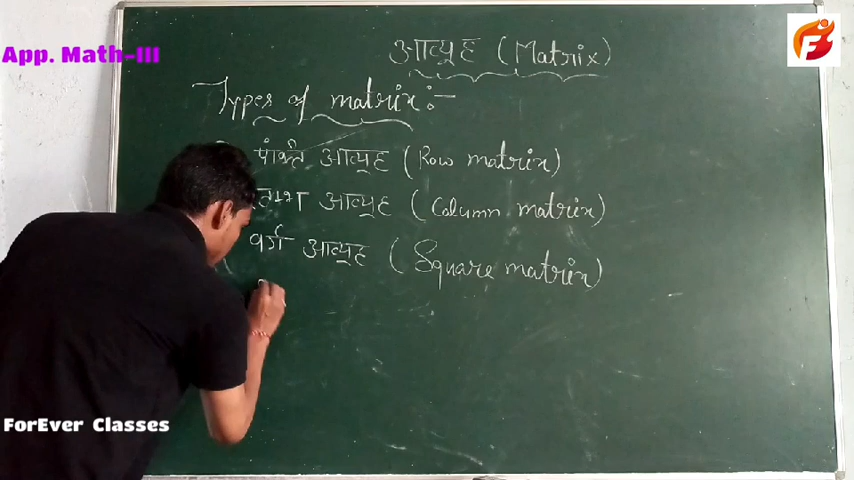 App. Math-III
आव्यूह (Matrix)
Types of matrix :-
पंक्ति आव्यूह (Row matrix)
स्तम्भ आव्यूह (Column matrix)
वर्ग आव्यूह (Square matrix)
ForEver Classes